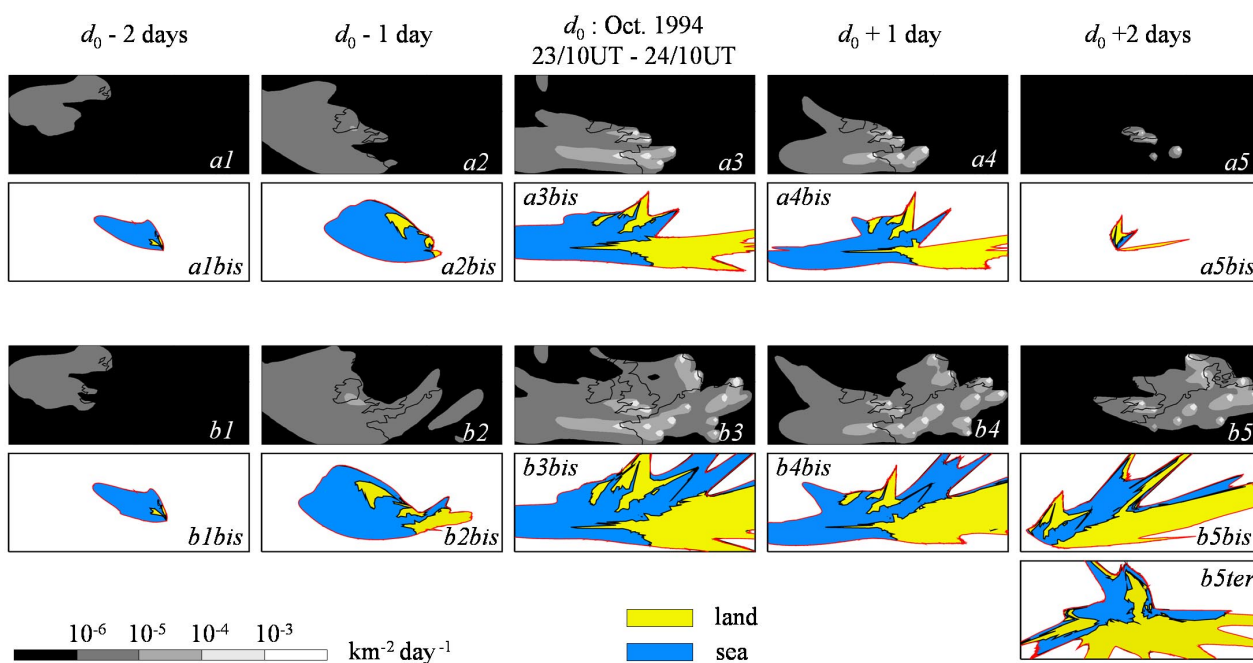 d0 - 2 days
d0 - 1 day
d0 : Oct. 1994
23/10UT - 24/10UT
d0 + 1 day
d0 +2 days
a1
a2
a3
a4
a5
a1bis
a2bis
a3bis
a4bis
a5bis
b1
b2
b3
b4
b5
b1bis
b2bis
b3bis
b4bis
b5bis
b5ter
10-6 10-5 10-4 10-3
km-2 day-1
land
sea